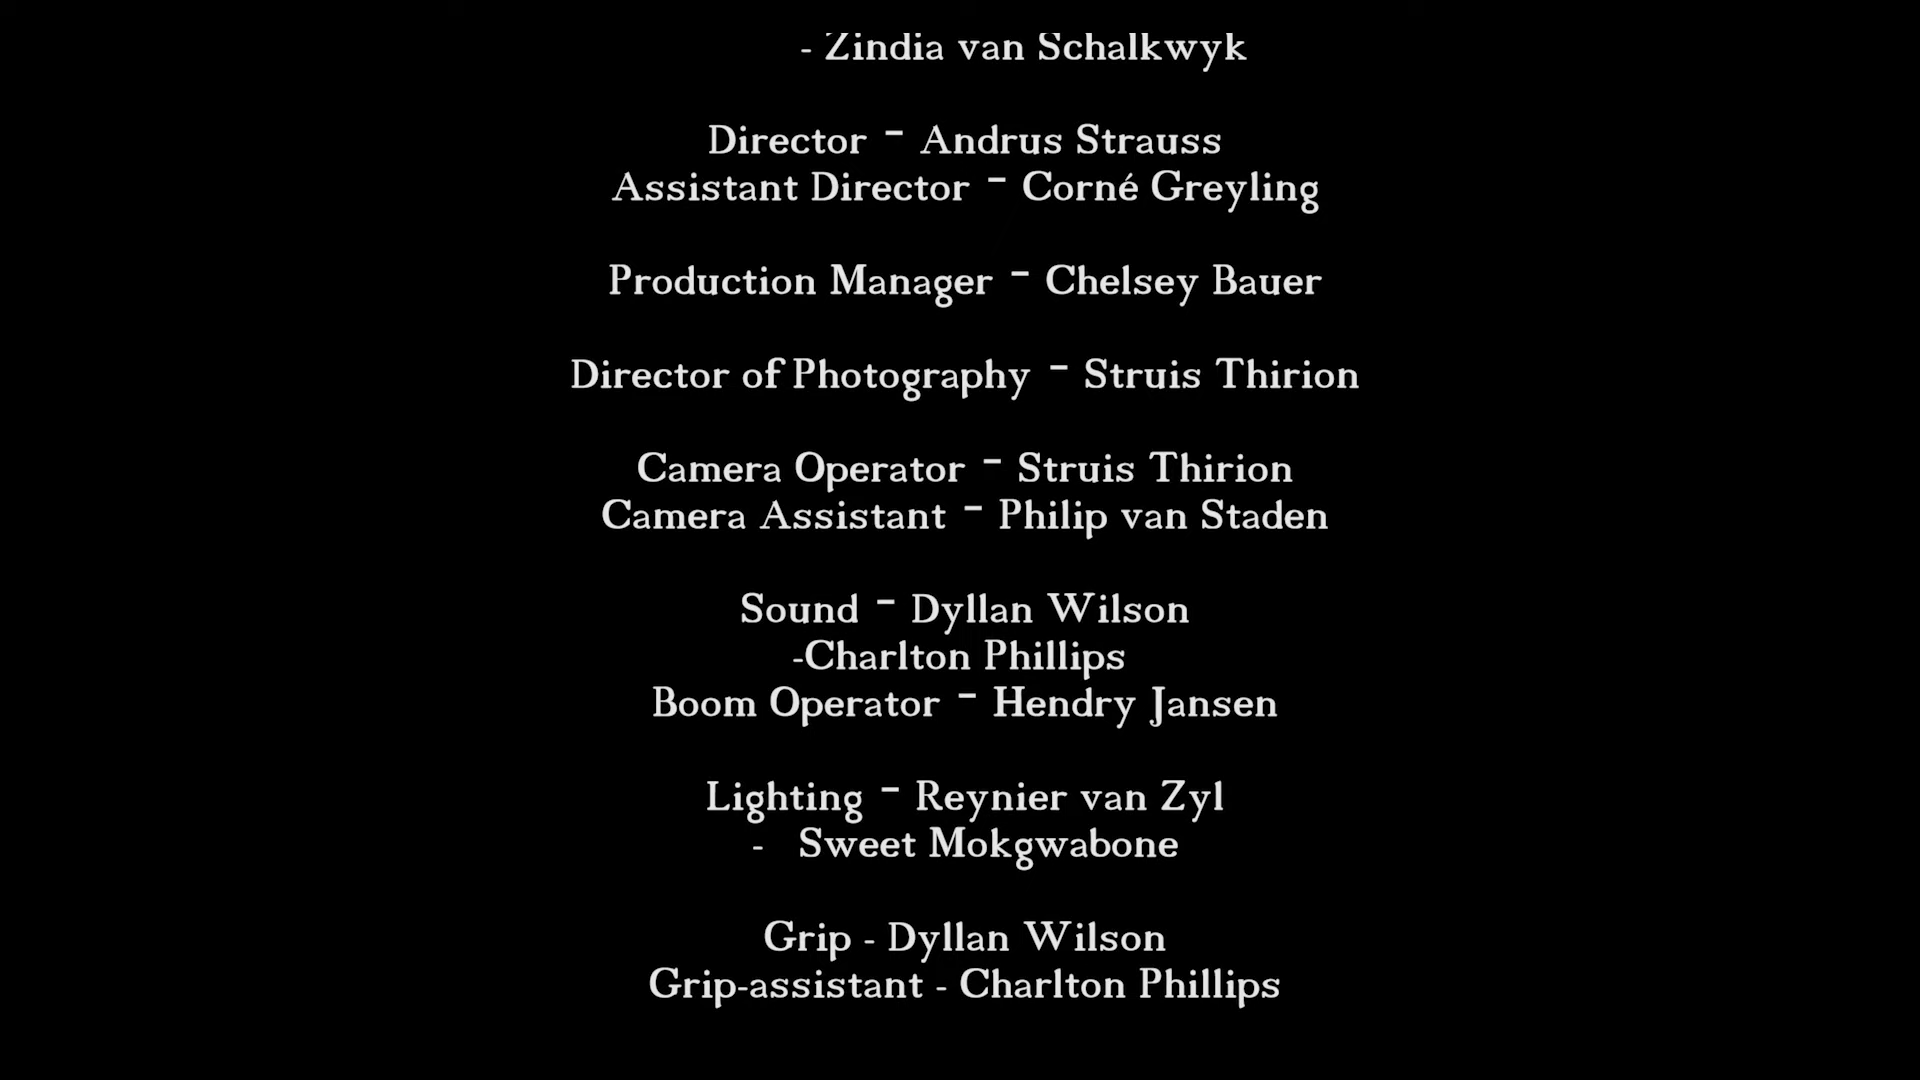 - Zindia van Schalkwyk
Director – Andrus Strauss
Assistant Director – Corné Greyling
Production Manager – Chelsey Bauer
Director of Photography – Struis Thirion
Camera Operator – Struis Thirion
Camera Assistant – Philip van Staden
Sound – Dyllan Wilson
-Charlton Phillips
Boom Operator – Hendry Jansen
Lighting – Reynier van Zyl
- Sweet Mokgwabone
Grip - Dyllan Wilson
Grip-assistant - Charlton Phillips